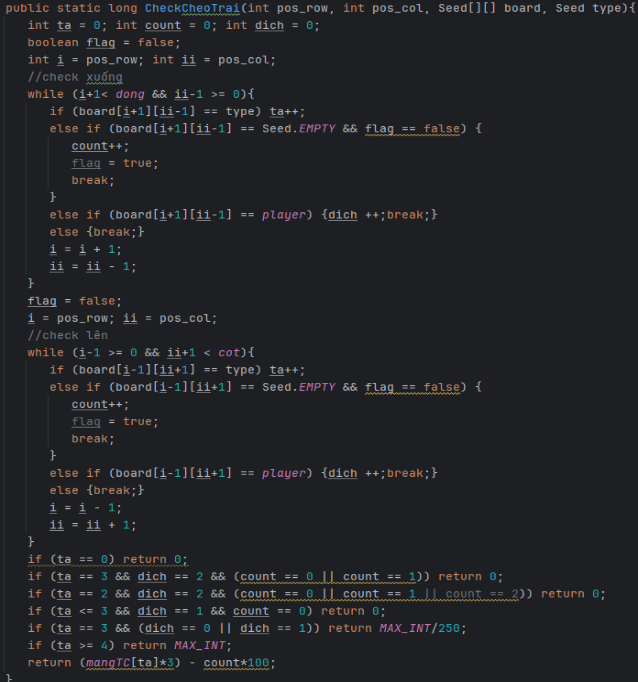 public static long CheckCheoTrai(int pos_row, int pos_col, Seed[][] board, Seed type){
int ta = 0; int count = 0; int dich = 0;
boolean flag = false;
int i = pos_row; int ii = pos_col;
//check xuống
while (i+1< dong && ii-1 >= 0){
if (board[i+1][ii-1] == type) ta++;
else if (board[i+1][ii-1] == Seed.EMPTY && flag == false) {
count++;
flag = true;
break;
}
else if (board[i+1][ii-1] == player) {dich ++;break;}
else {break;}
i = i + 1;
ii = ii - 1;
}
flag = false;
i = pos_row; ii = pos_col;
//check lên
while (i-1 >= 0 && ii+1 < cot){
if (board[i-1][ii+1] == type) ta++;
else if (board[i-1][ii+1] == Seed.EMPTY && flag == false) {
count++;
flag = true;
break;
}
else if (board[i-1][ii+1] == player) {dich ++;break;}
else {break;}
i = i - 1;
ii = ii + 1;
}
if (ta == 0) return 0;
if (ta == 3 && dich == 2 && (count == 0 || count == 1)) return 0;
if (ta == 2 && dich == 2 && (count == 0 || count == 1 || count == 2)) return 0;
if (ta <= 3 && dich == 1 && count == 0) return 0;
if (ta == 3 && (dich == 0 || dich == 1)) return MAX_INT/250;
if (ta >= 4) return MAX_INT;
return (mangTC[ta]*3) - count*100;
}